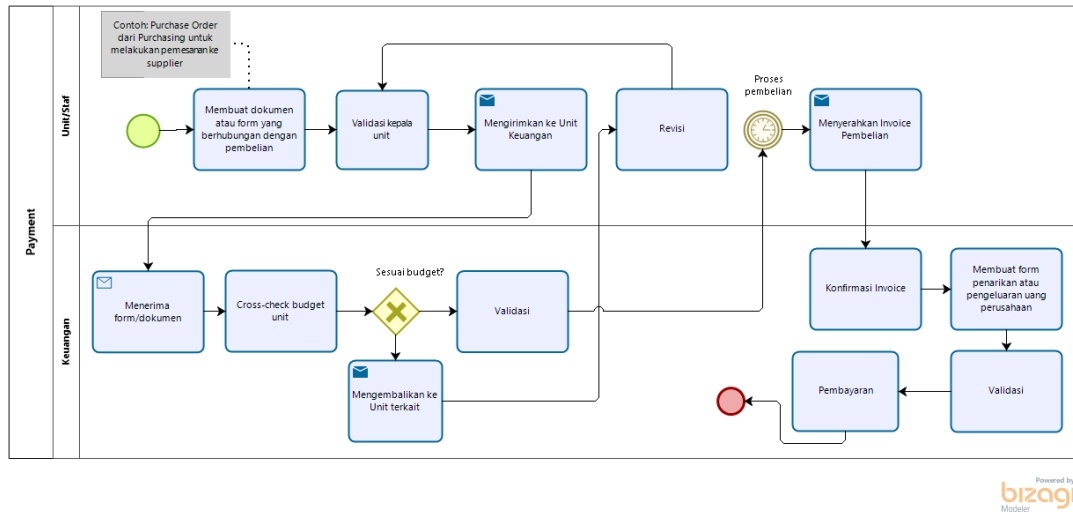 Contoh: Purchase Order
dari Purchasing untuk
melakukan pemesanan ke
supplier
Payment
Unit/Staf
Membuat dokumen
atau form yang
berhubungan dengan
pembelian
Validasi kepala
unit
Mengirimkan ke Unit
Keuangan
Revisi
Proses
pembelian
Menyerahkan Invoice
Pembelian
Keuangan
Menerima
form/dokumen
Cross-check budget
unit
Sesuai budget?
Validasi
Mengembalikan ke
Unit terkait
Konfirmasi Invoice
Membuat form
penarikan atau
pengeluaran uang
perusahaan
Validasi
Pembayaran
Powered by
bizagi
Modeler